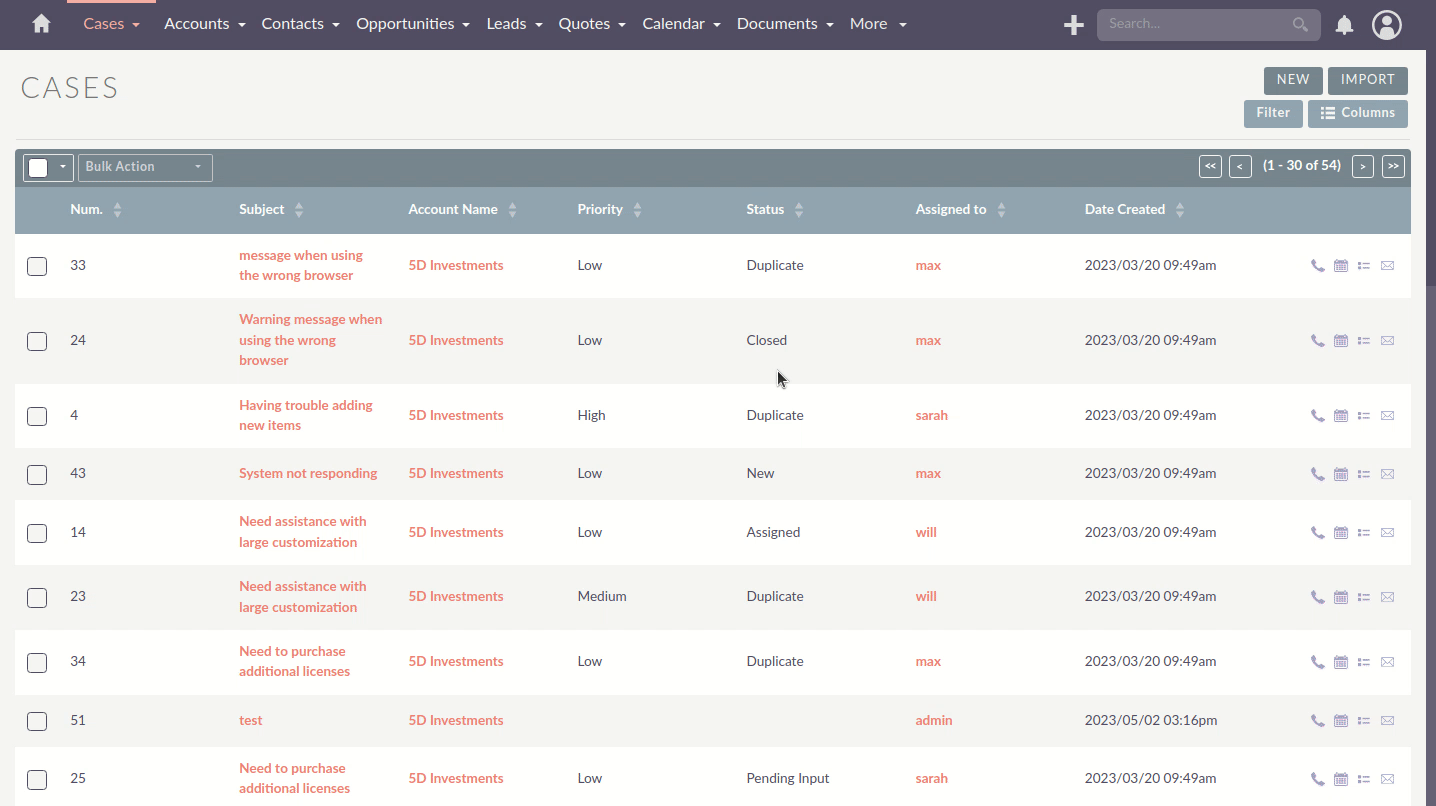 Cases Accounts Contacts Opportunities Leads Quotes Calendar Documents More Search...
CASES
NEW IMPORT
Filter Columns
Bulk Action << < (1 - 30 of 54) > >>
Num. Subject Account Name Priority Status Assigned to Date Created
33 message when using the wrong browser 5D Investments Low Duplicate max 2023/03/20 09:49am
24 Warning message when using the wrong browser 5D Investments Low Closed max 2023/03/20 09:49am
4 Having trouble adding new items 5D Investments High Duplicate sarah 2023/03/20 09:49am
43 System not responding 5D Investments Low New max 2023/03/20 09:49am
14 Need assistance with large customization 5D Investments Low Assigned will 2023/03/20 09:49am
23 Need assistance with large customization 5D Investments Medium Duplicate will 2023/03/20 09:49am
34 Need to purchase additional licenses 5D Investments Low Duplicate max 2023/03/20 09:49am
51 test 5D Investments admin 2023/05/02 03:16pm
25 Need to purchase additional licenses 5D Investments Low Pending Input sarah 2023/03/20 09:49am